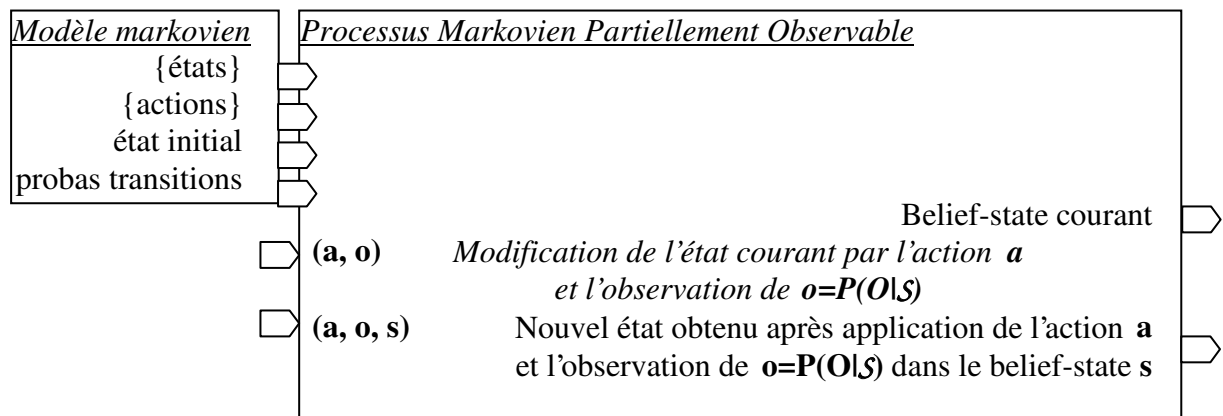 Modèle markovien
{états}
{actions}
état initial
probas transitions
Processus Markovien Partiellement Observable
Belief-state courant
(a, o) Modification de l'état courant par l'action a
et l'observation de o=P(O|S)
(a, o, s) Nouvel état obtenu après application de l'action a
et l'observation de o=P(O|S) dans le belief-state s